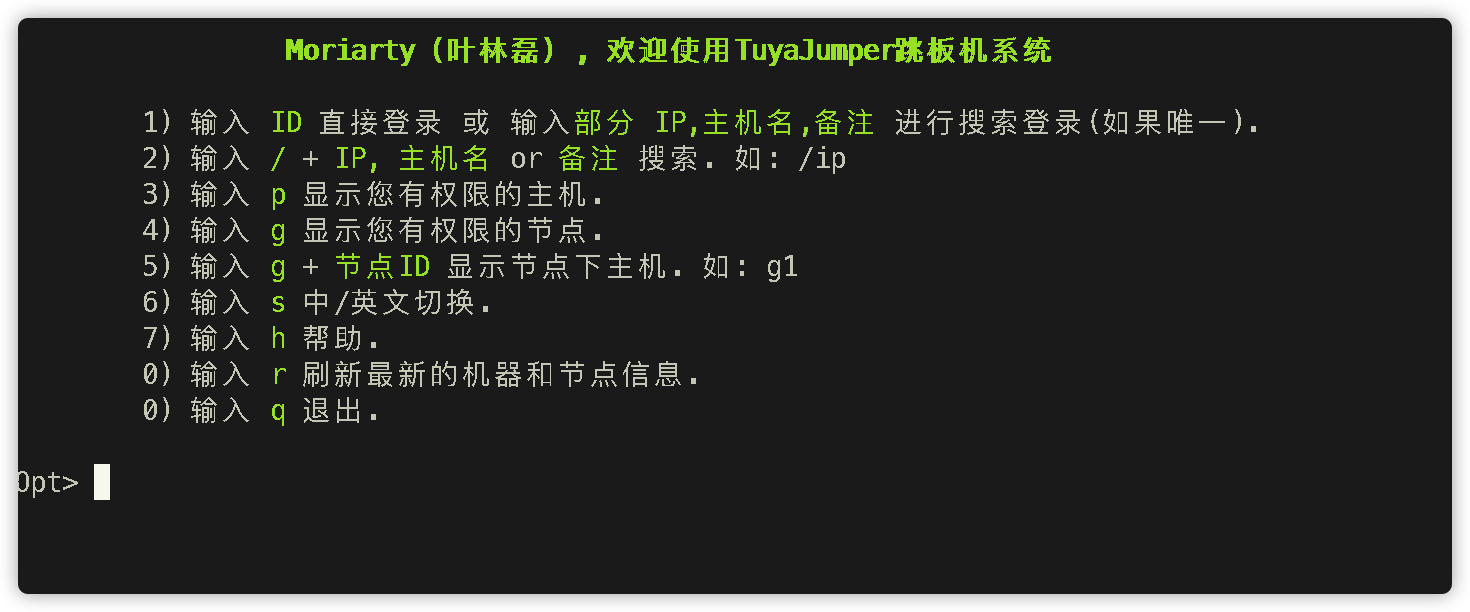 Moriarty（叶林磊）, 欢迎使用TuyaJumper跳板机系统
1) 输入 ID 直接登录 或 输入部分 IP,主机名,备注 进行搜索登录(如果唯一).
2) 输入 / + IP, 主机名 or 备注 搜索. 如: /ip
3) 输入 p 显示您有权限的主机.
4) 输入 g 显示您有权限的节点.
5) 输入 g + 节点ID 显示节点下主机. 如: g1
6) 输入 s 中/英文切换.
7) 输入 h 帮助.
0) 输入 r 刷新最新的机器和节点信息.
0) 输入 q 退出.
Opt>